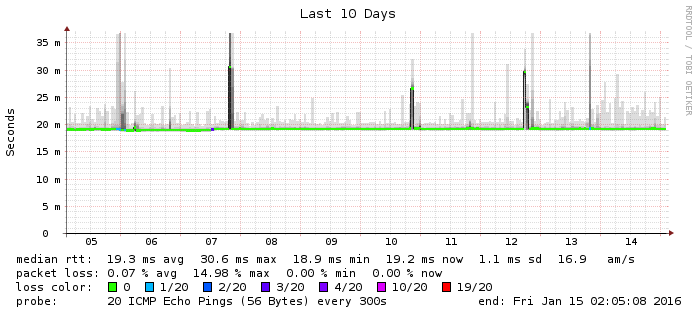 Last 10 Days
RRDTOOL / TOBI OETIKER
Seconds
35 m
30 m
25 m
20 m
15 m
10 m
5 m
0
05 06 07 08 09 10 11 12 13 14
median rtt: 19.3 ms avg 30.6 ms max 18.9 ms min 19.2 ms now 1.1 ms sd 16.9 am/s
packet loss: 0.07 % avg 14.98 % max 0.00 % min 0.00 % now
loss color: 0 1/20 2/20 3/20 4/20 10/20 19/20
probe: 20 ICMP Echo Pings (56 Bytes) every 300s end: Fri Jan 15 02:05:08 2016